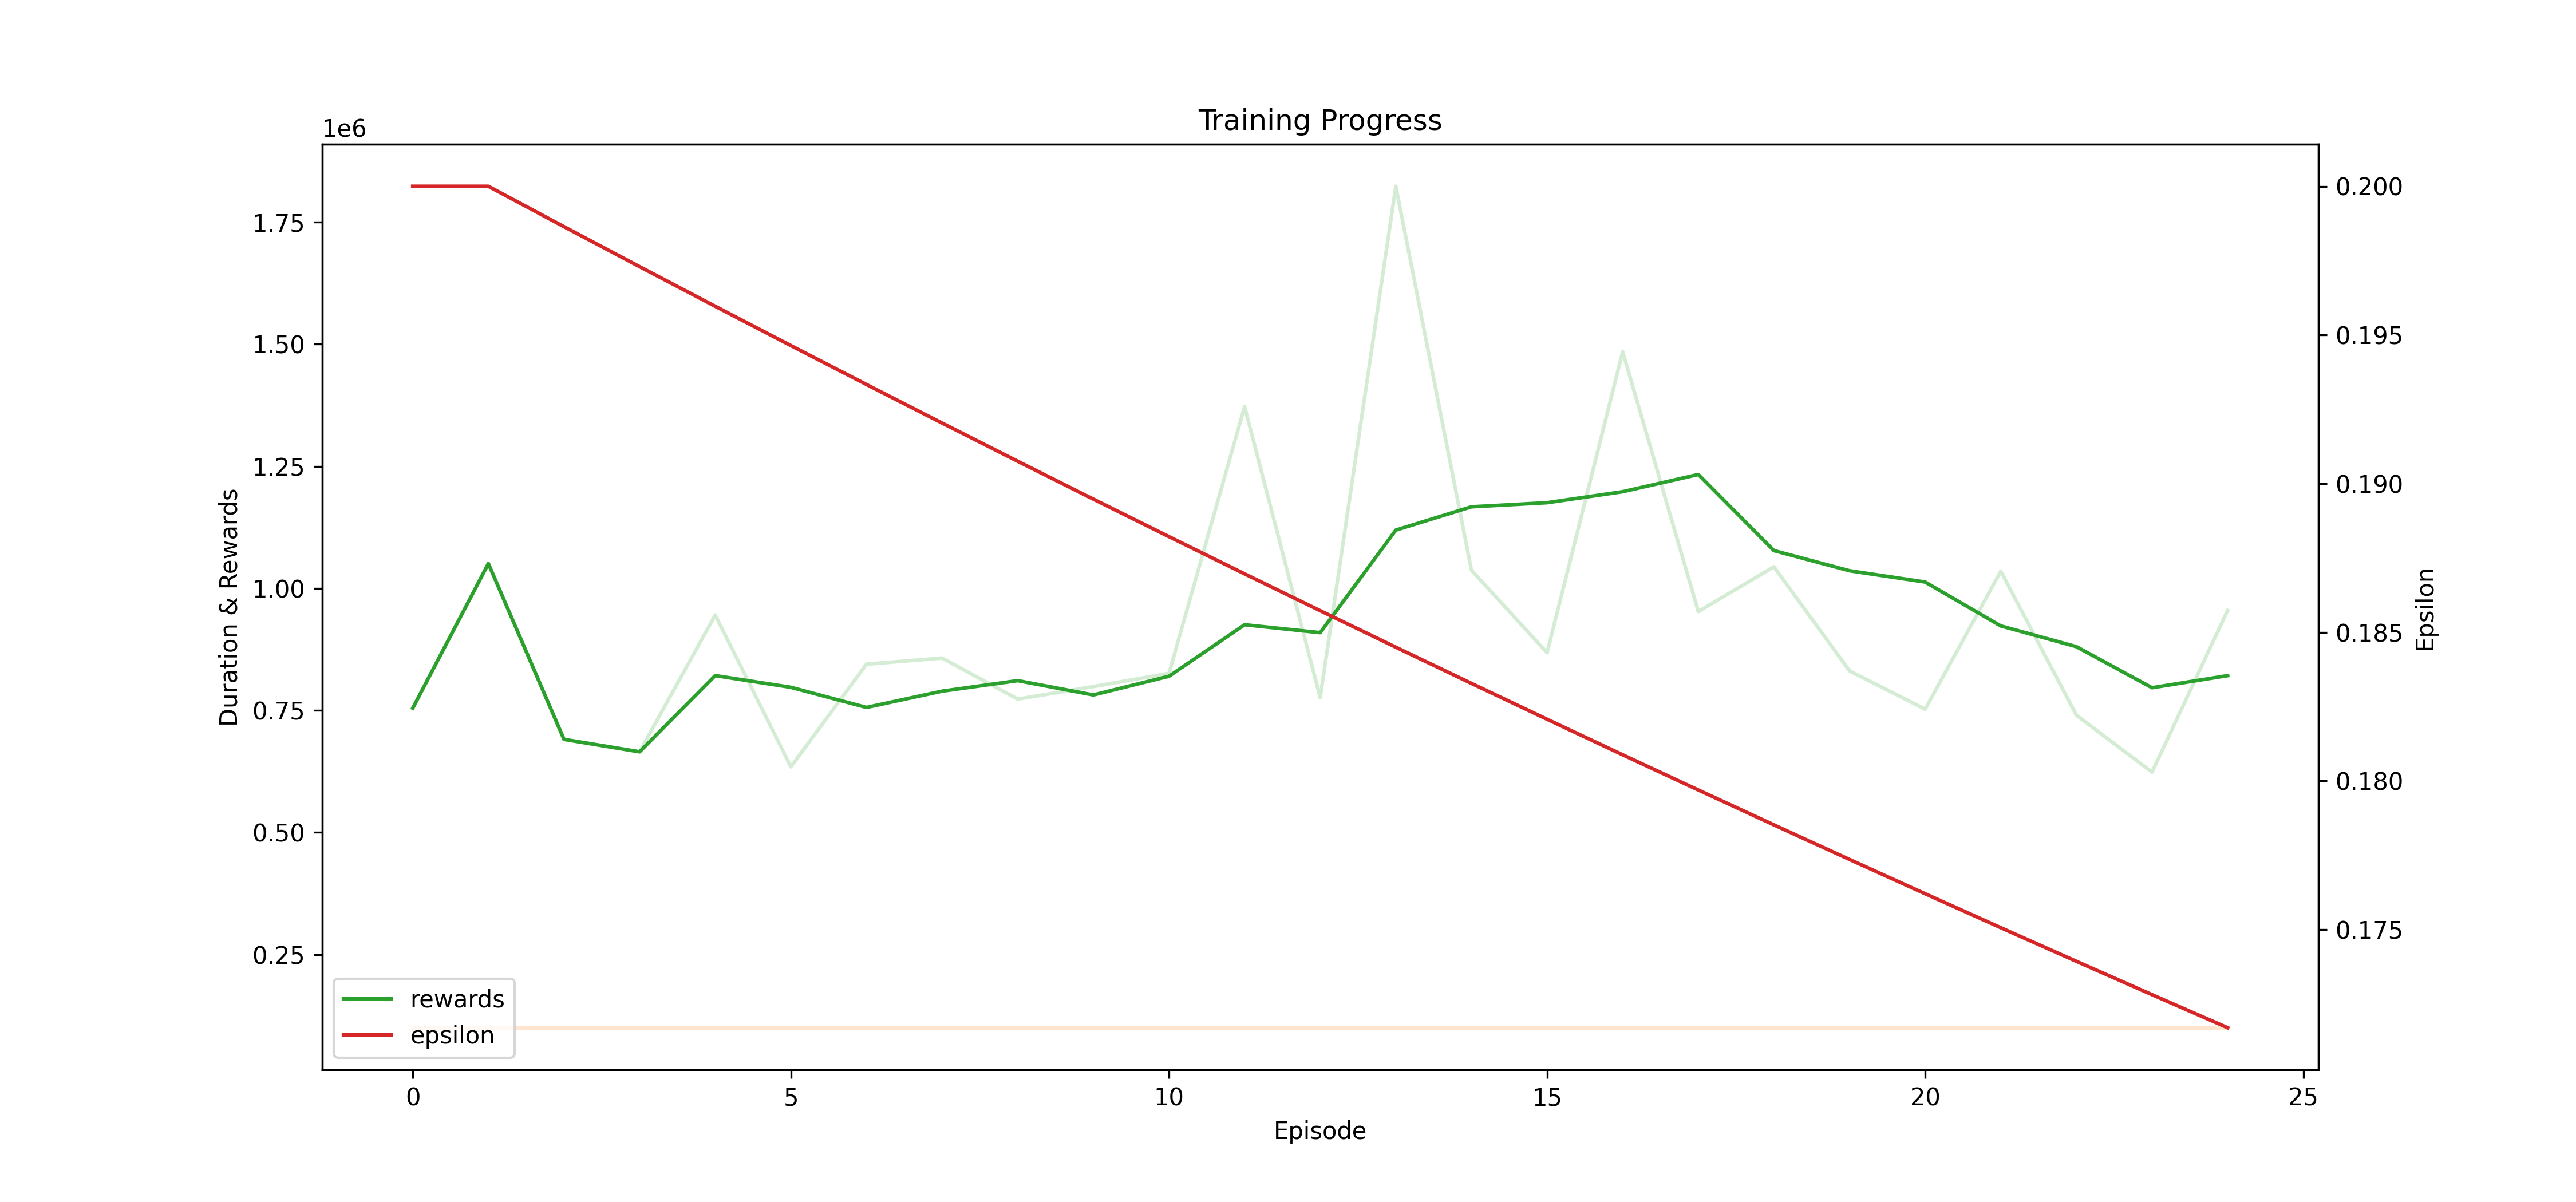 Training Progress
1e6
1.75
1.50
1.25
1.00
0.75
0.50
0.25
Duration & Rewards
0.200
0.195
0.190
0.185
0.180
0.175
Epsilon
rewards
epsilon
0 5 10 15 20 25
Episode